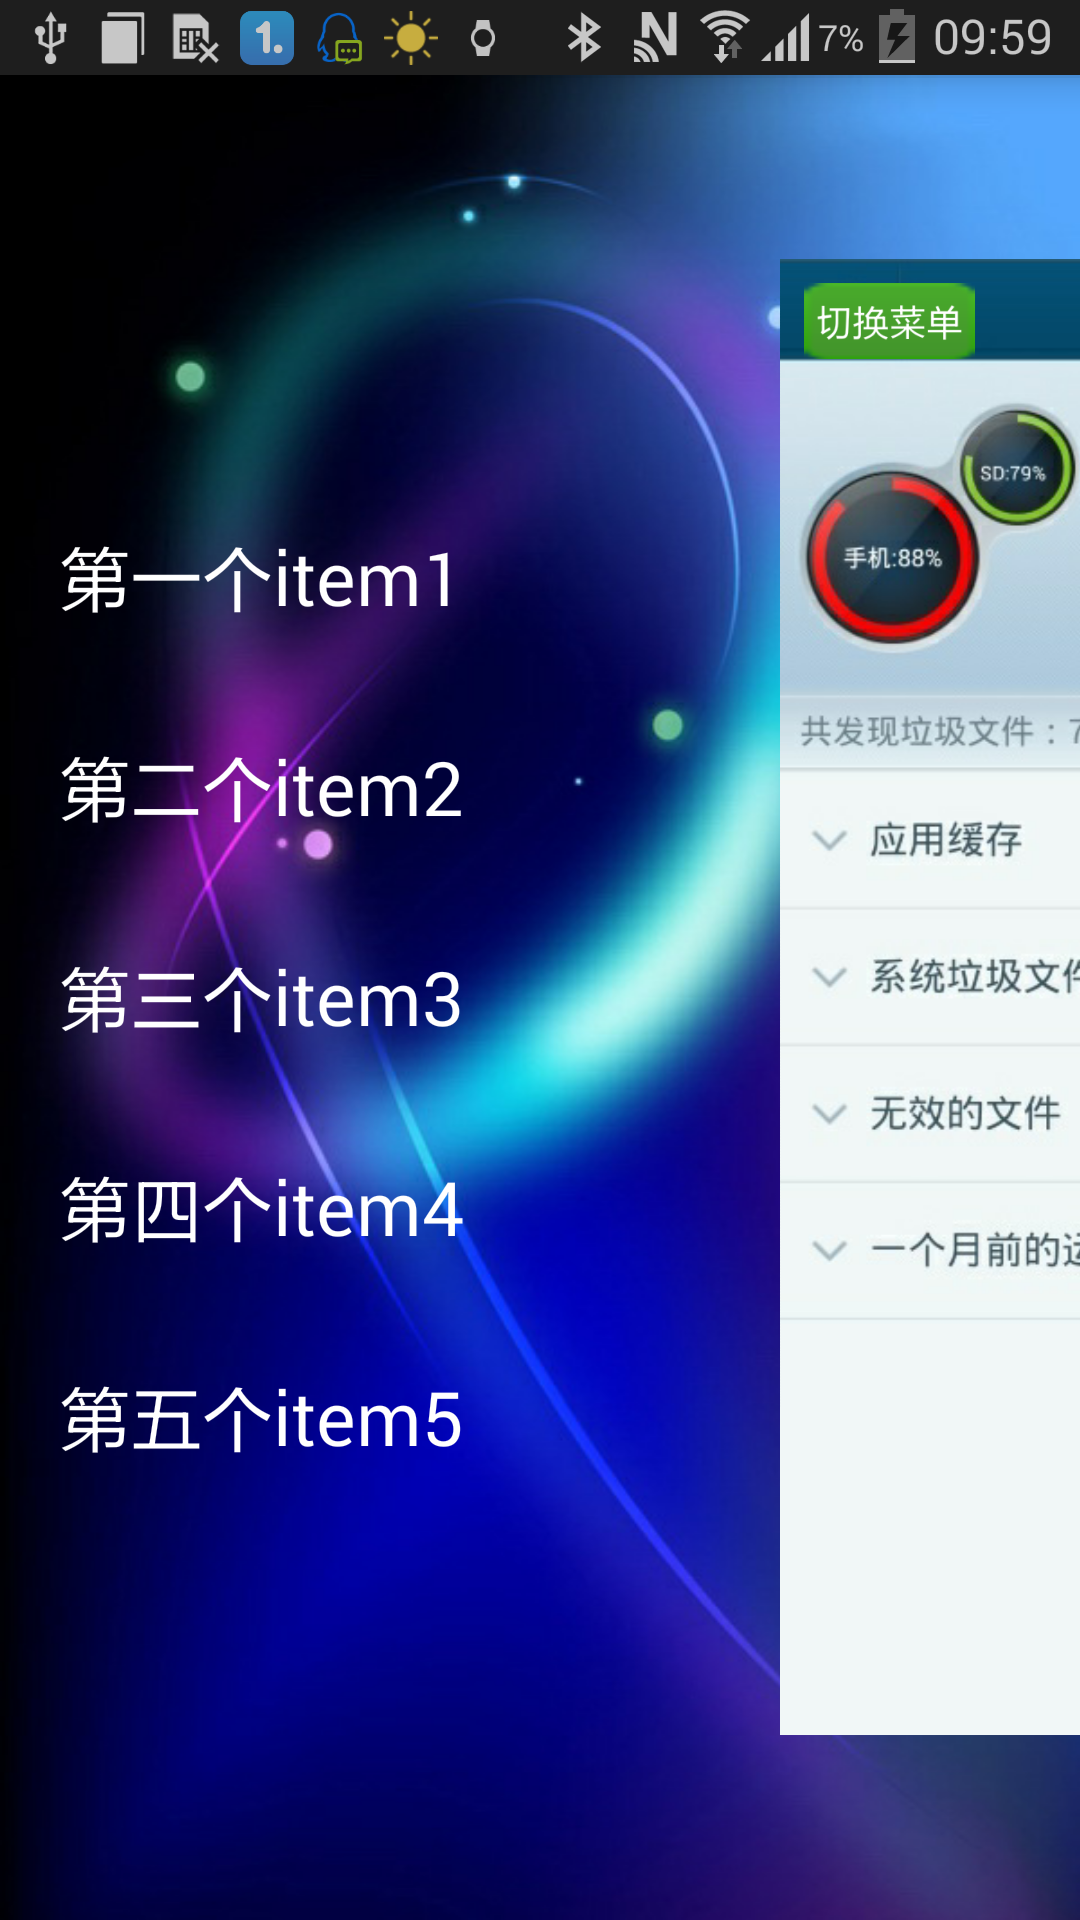 1.
7%
09:59
切换菜单
SD:79%
手机:88%
共发现垃圾文件：7
应用缓存
系统垃圾文件
无效的文件
一个月前的运
第一个item1
第二个item2
第三个item3
第四个item4
第五个item5